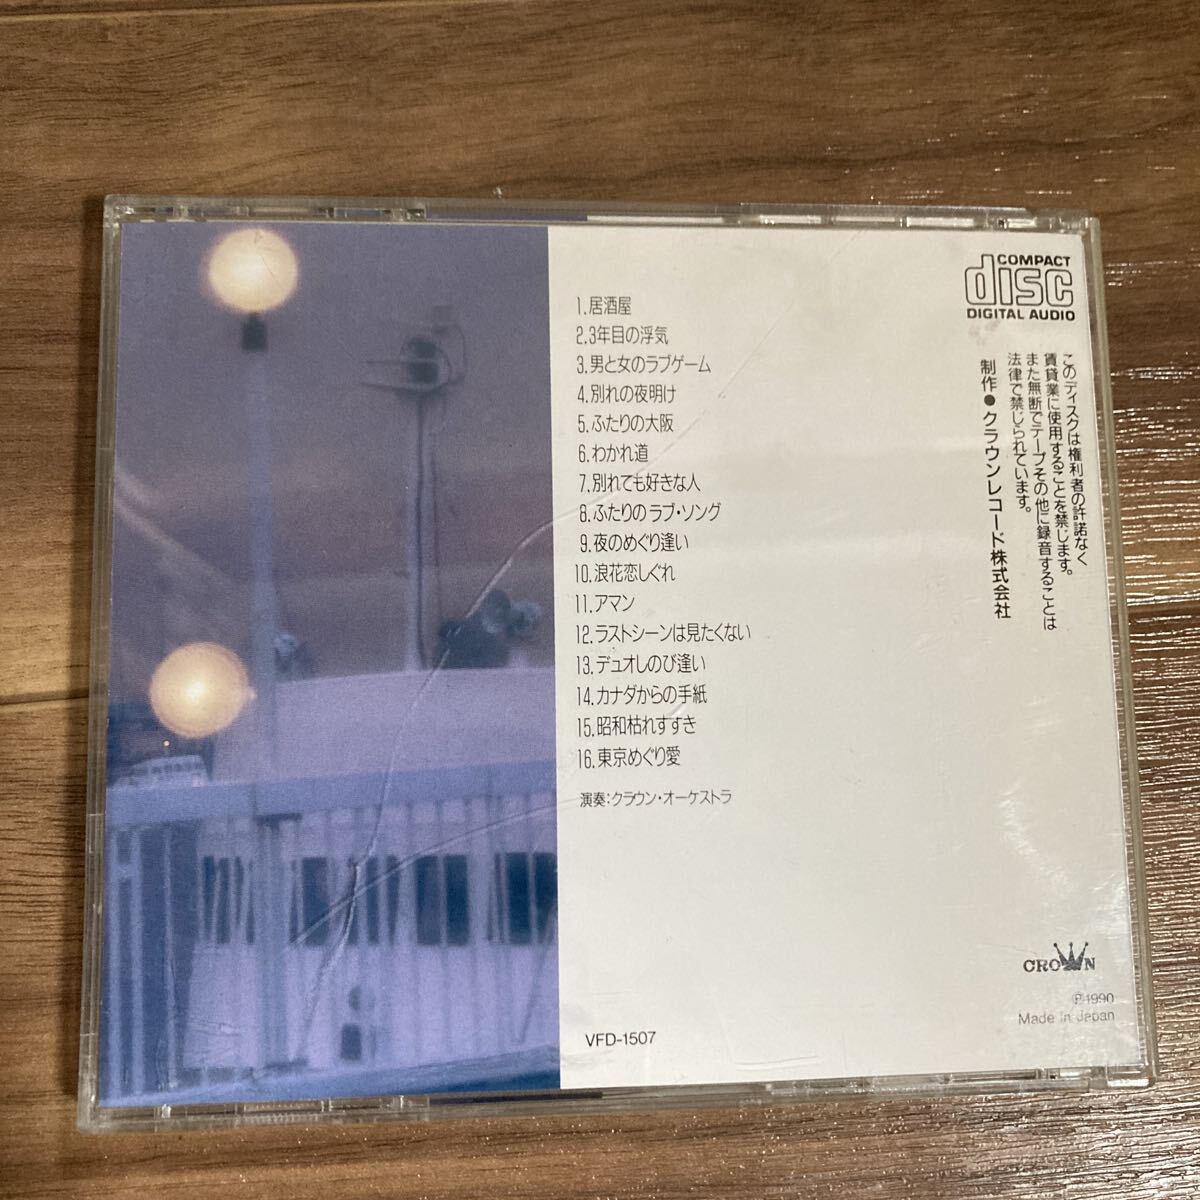 1.居酒屋
2.3年目の浮気
3.男と女のラブゲーム
4.別れの夜明け
5.ふたりの大阪
6.わかれ道
7.別れても好きな人
8.ふたりのラブ・ソング
9.夜のめぐり逢い
10.浪花恋しぐれ
11.アマン
12.ラストシーンは見たくない
13.デュオしのび逢い
14.カナダからの手紙
15.昭和枯れすすき
16.東京めぐり愛
演奏:クラウン・オーケストラ
VFD-1507
COMPACT
disc
DIGITAL AUDIO
このディスクは権利者の許諾なく
賃貸業に使用することを禁じます。
また無断でテープその他に録音することは
法律で禁じられています。
制作●クラウンレコード株式会社
CROWN
Ⓟ1990
Made in Japan